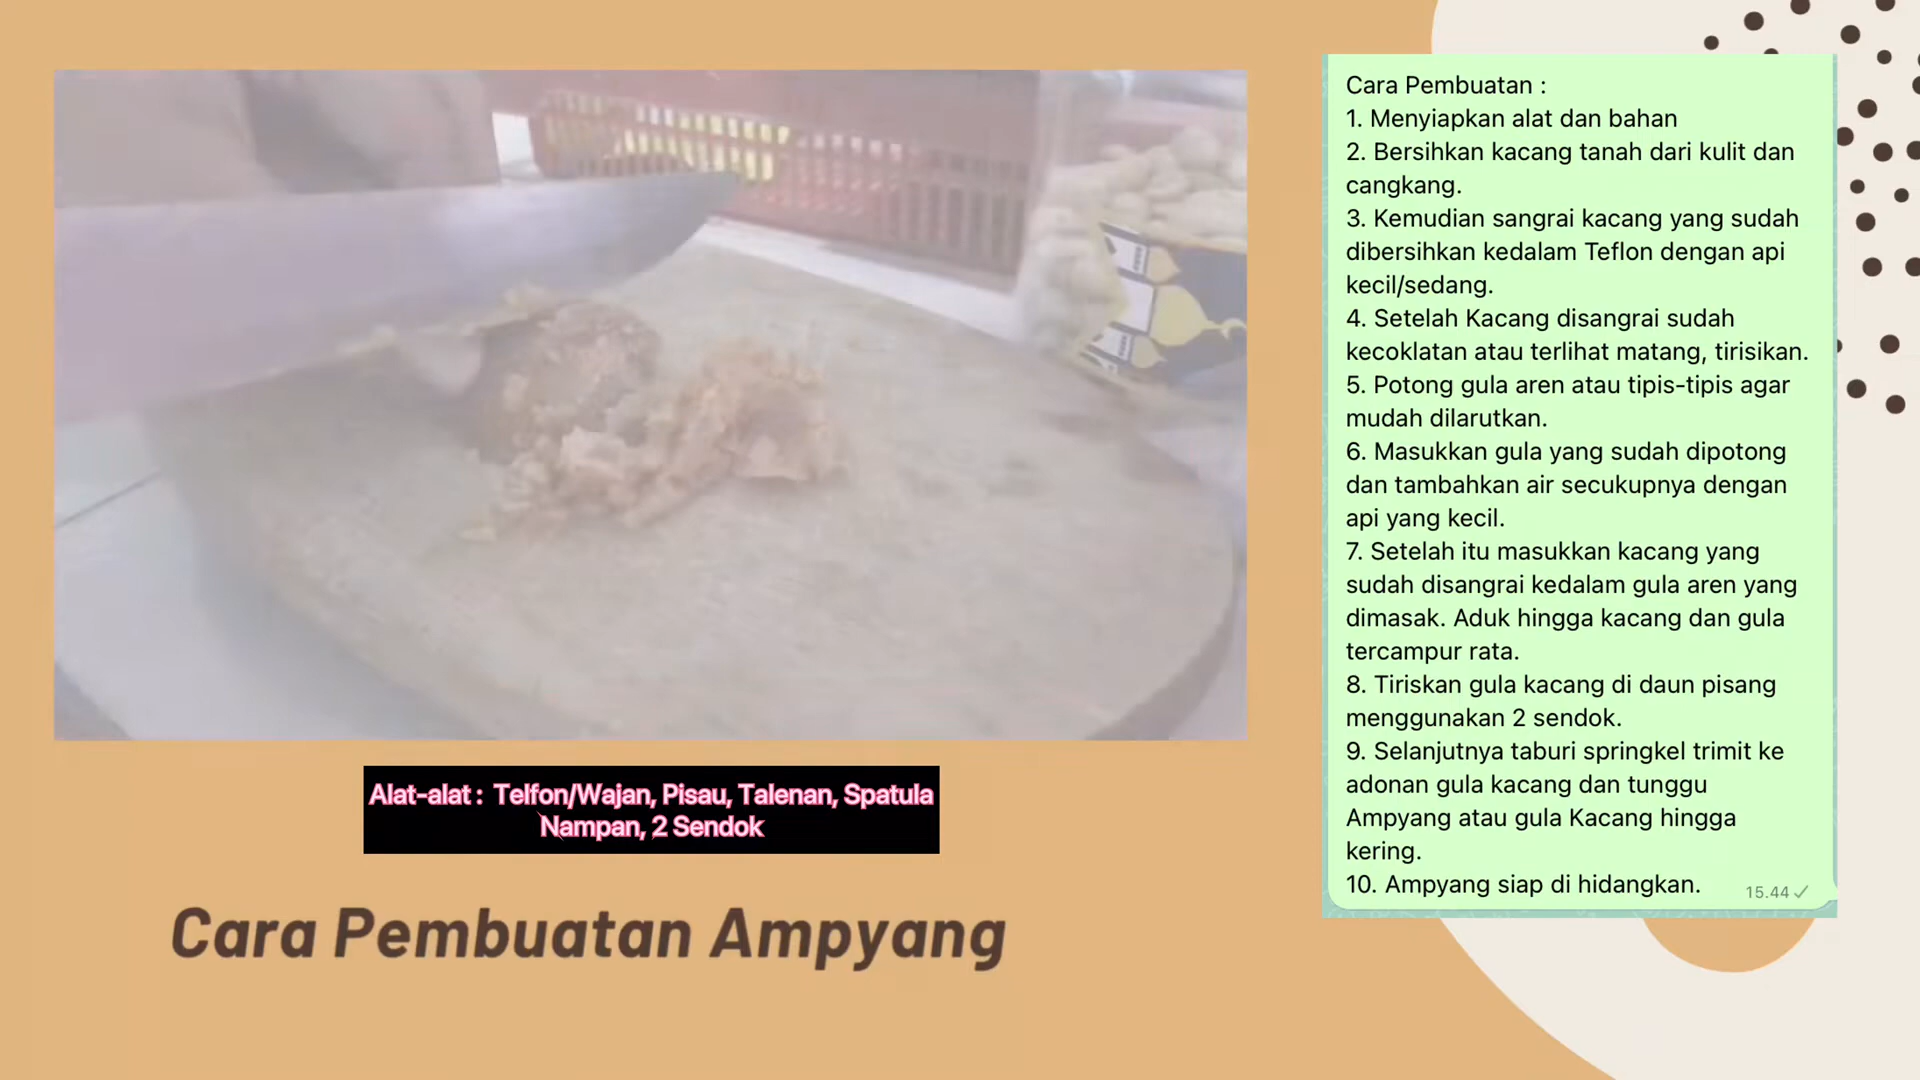 Cara Pembuatan :
1. Menyiapkan alat dan bahan
2. Bersihkan kacang tanah dari kulit dan
cangkang.
3. Kemudian sangrai kacang yang sudah
dibersihkan kedalam Teflon dengan api
kecil/sedang.
4. Setelah Kacang disangrai sudah
kecoklatan atau terlihat matang, tirisikan.
5. Potong gula aren atau tipis-tipis agar
mudah dilarutkan.
6. Masukkan gula yang sudah dipotong
dan tambahkan air secukupnya dengan
api yang kecil.
7. Setelah itu masukkan kacang yang
sudah disangrai kedalam gula aren yang
dimasak. Aduk hingga kacang dan gula
tercampur rata.
8. Tiriskan gula kacang di daun pisang
menggunakan 2 sendok.
9. Selanjutnya taburi springkel trimit ke
adonan gula kacang dan tunggu
Ampyang atau gula Kacang hingga
kering.
10. Ampyang siap di hidangkan.
15.44
Alat-alat : Telfon/Wajan, Pisau, Talenan, Spatula
Nampan, 2 Sendok
Cara Pembuatan Ampyang